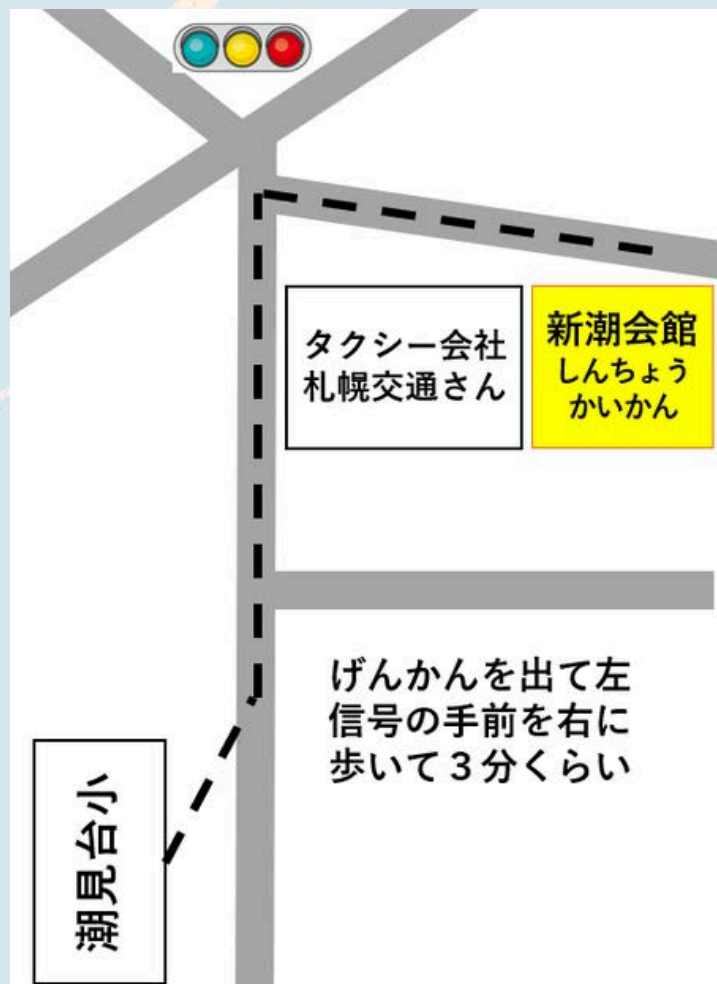 タクシー会社
札幌交通さん
新潮会館
しんちょう
かいかん
げんかんを出て左
信号の手前を右に
歩いて３分くらい
潮見台小